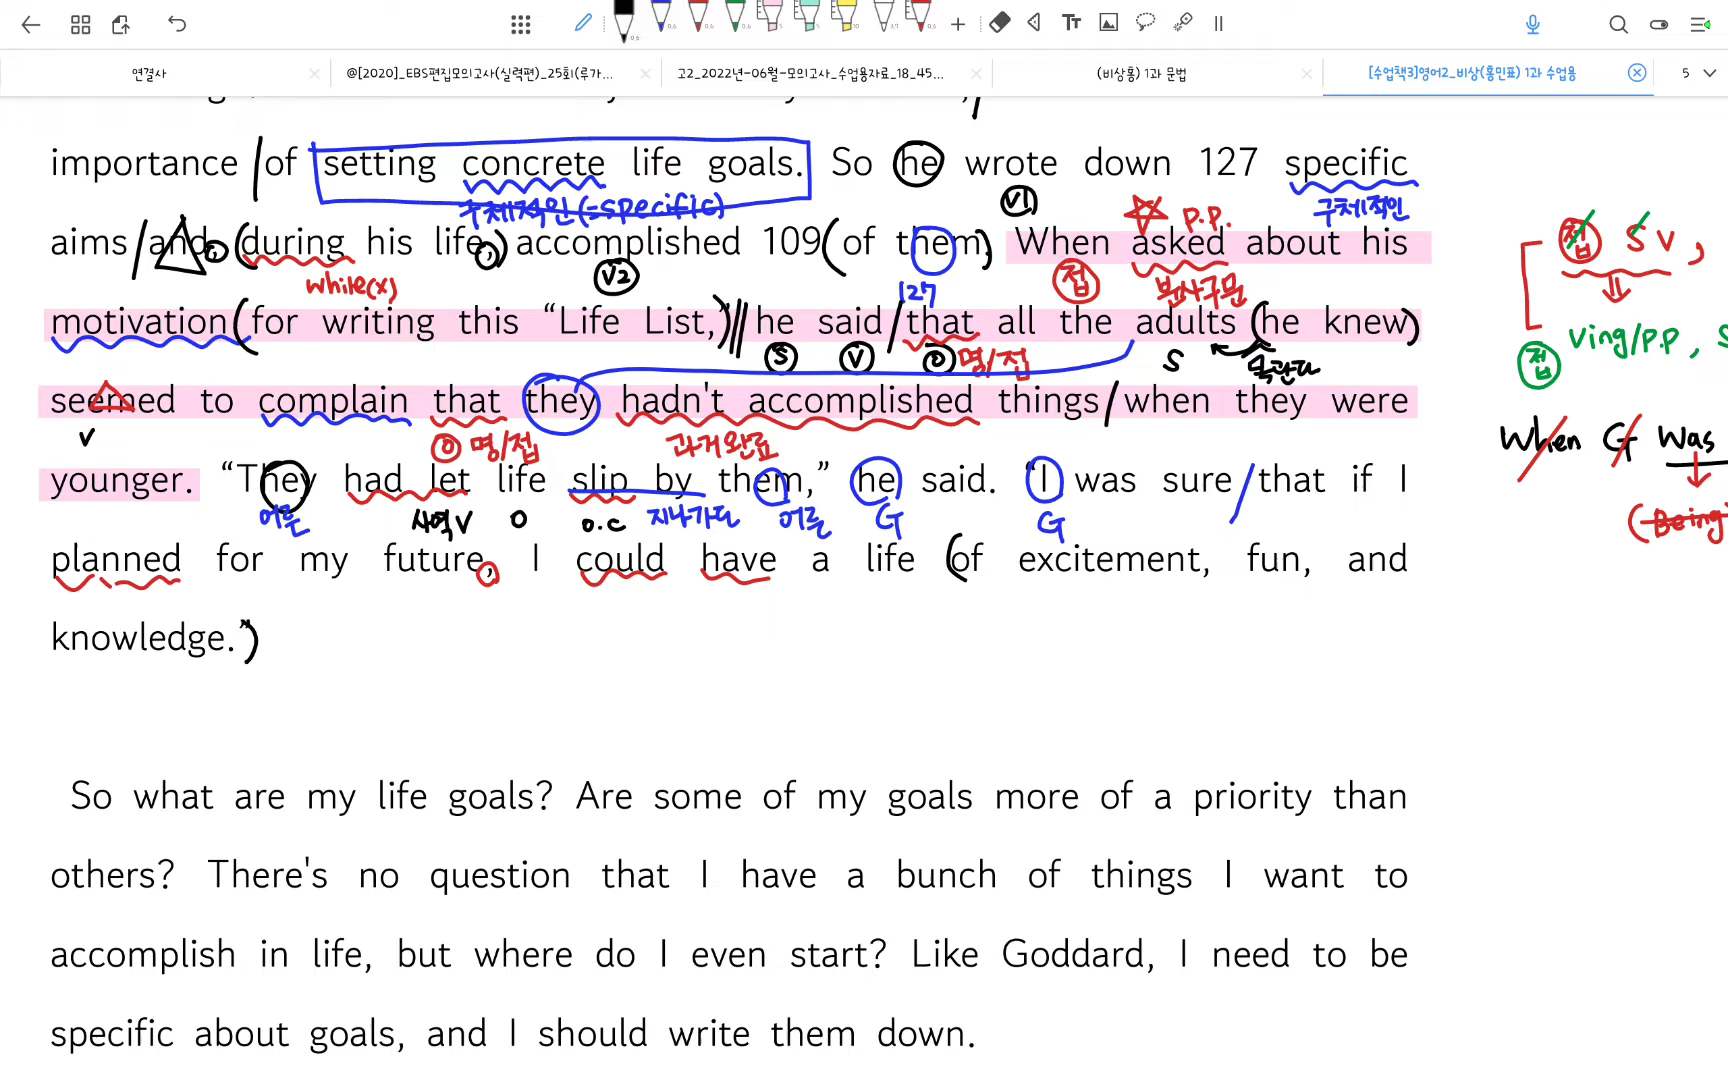 연결사
@[2020]_EBS편집모의고사(실력편)_25회(루가...
고2_2022년-06월-모의고사_수업용자료_18_45...
(비상홍) 1과 문법
[수업책3]영어2_비상(홍민표) 1과 수업용
5
importance of setting concrete life goals. So he wrote down 127 specific
구체적인(=specific)
V1
구체적인
P.P.
aims and, during his life, accomplished 109 of them. When asked about his
while(x)
V2
127
접
분사구문
접 S V,
motivation for writing this “Life List,” he said that all the adults he knew
S
V
O 명/접
S
목관대
접 Ving/P.P,
seemed to complain that they hadn't accomplished things when they were
V
O 명/접
과거완료
When G was
younger. “They had let life slip by them,” he said. “I was sure that if I
어른
사역V
O
O.C
지나가다
어른
G
G
(Being
planned for my future, I could have a life of excitement, fun, and
knowledge.”
So what are my life goals? Are some of my goals more of a priority than
others? There's no question that I have a bunch of things I want to
accomplish in life, but where do I even start? Like Goddard, I need to be
specific about goals, and I should write them down.